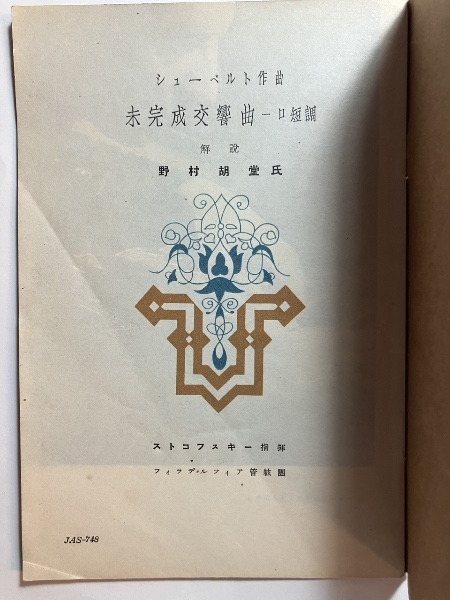 シューベルト作曲
未完成交響曲－ロ短調
解説
野村胡堂氏
ストコフスキー指揮
フィラデルフィア管絃團
JAS-748